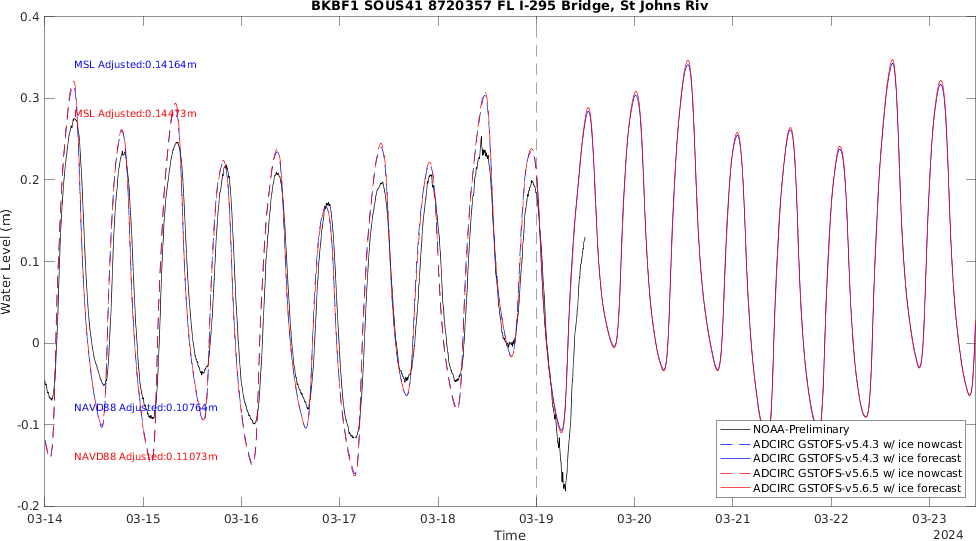 BKBF1 SOUS41 8720357 FL I-295 Bridge, St Johns Riv
0.4
0.3
0.2
0.1
0
-0.1
-0.2
Water Level (m)
MSL Adjusted:0.14164m
MSL Adjusted:0.14473m
NAVD88 Adjusted:0.10764m
NAVD88 Adjusted:0.11073m
NOAA-Preliminary
ADCIRC GSTOFS-v5.4.3 w/ ice nowcast
ADCIRC GSTOFS-v5.4.3 w/ ice forecast
ADCIRC GSTOFS-v5.6.5 w/ ice nowcast
ADCIRC GSTOFS-v5.6.5 w/ ice forecast
03-14 03-15 03-16 03-17 03-18 03-19 03-20 03-21 03-22 03-23
Time 2024